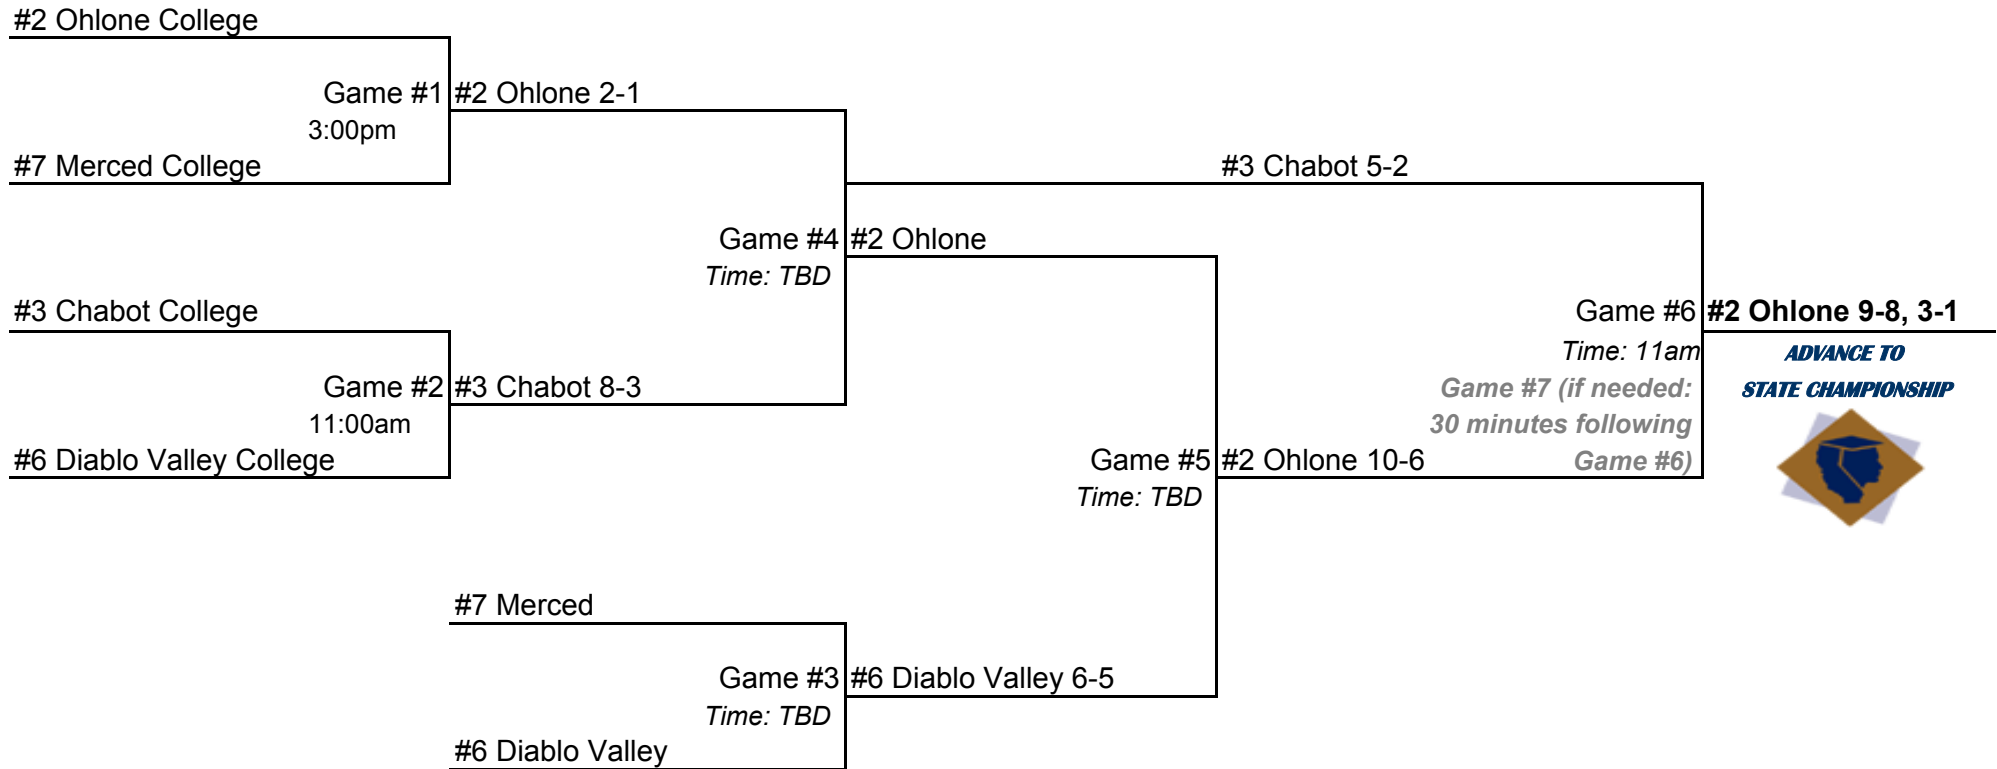 #2 Ohlone College
Game #1 #2 Ohlone 2-1
3:00pm
#7 Merced College
#3 Chabot 5-2
Game #4 #2 Ohlone
Time: TBD
#3 Chabot College
Game #6 #2 Ohlone 9-8, 3-1
Time: 11am
ADVANCE TO
Game #2 #3 Chabot 8-3
Game #7 (if needed:
STATE CHAMPIONSHIP
11:00am
30 minutes following
#6 Diablo Valley College
Game #5 #2 Ohlone 10-6
Game #6)
Time: TBD
#7 Merced
Game #3 #6 Diablo Valley 6-5
Time: TBD
#6 Diablo Valley